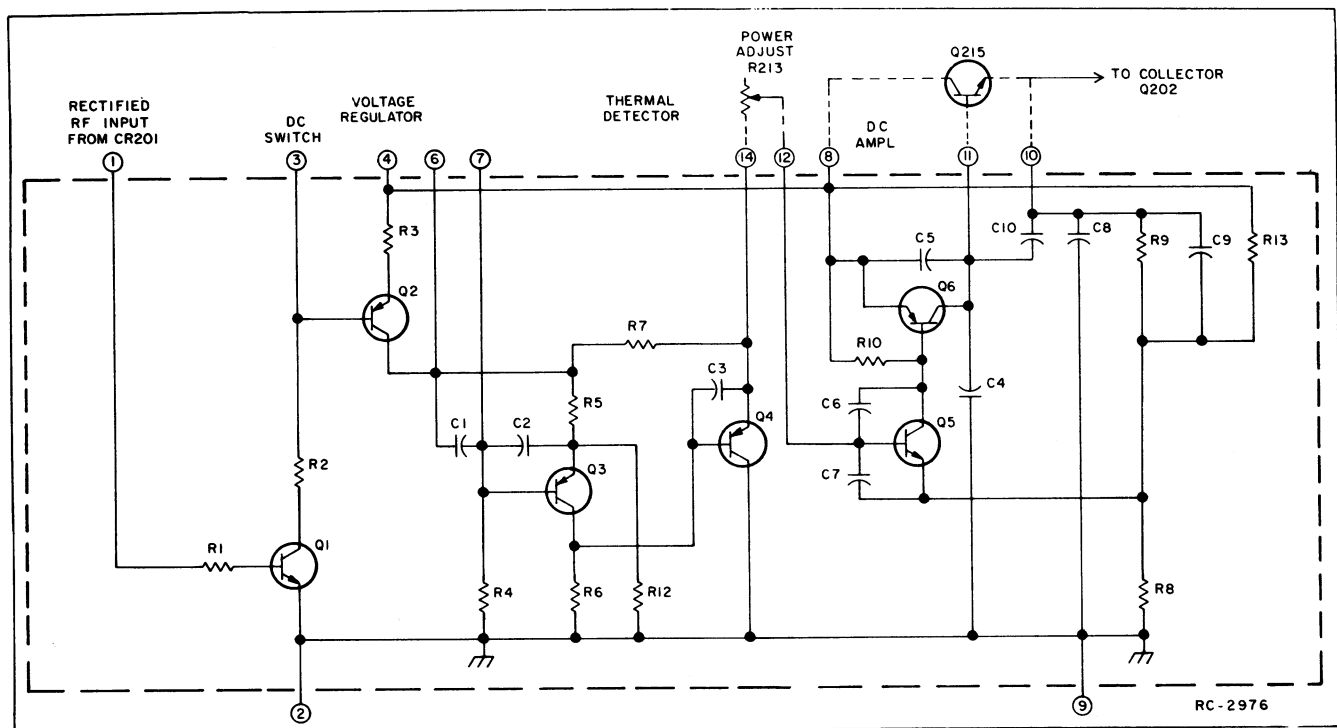 RECTIFIED
RF INPUT
FROM CR201
DC
SWITCH
VOLTAGE
REGULATOR
THERMAL
DETECTOR
POWER
ADJUST
R213
DC
AMPL
Q215
TO COLLECTOR
Q202
1
3
4
6
7
14
12
8
11
10
R3
Q2
R7
C3
Q4
R5
C1
C2
Q3
R2
R1
Q1
R4
R6
R12
C5
Q6
R10
C6
Q5
C7
C4
C10
C8
R9
C9
R13
R8
2
9
RC-2976